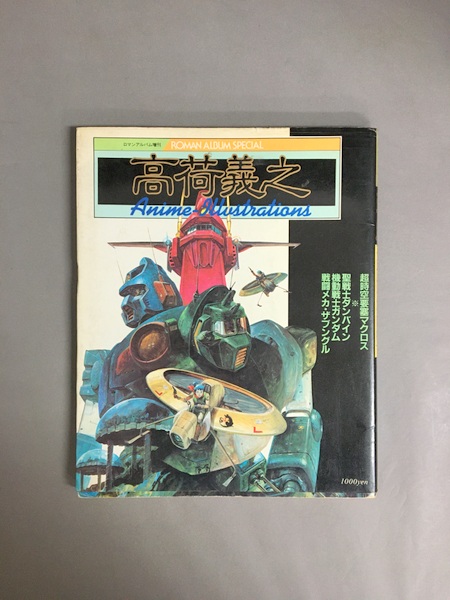 ロマンアルバム増刊 ROMAN ALBUM SPECIAL
高荷義之
Anime Illustrations
超時空要塞マクロス
※
聖戦士ダンバイン
機動戦士ガンダム
戦闘メカ・ザブングル
1000yen